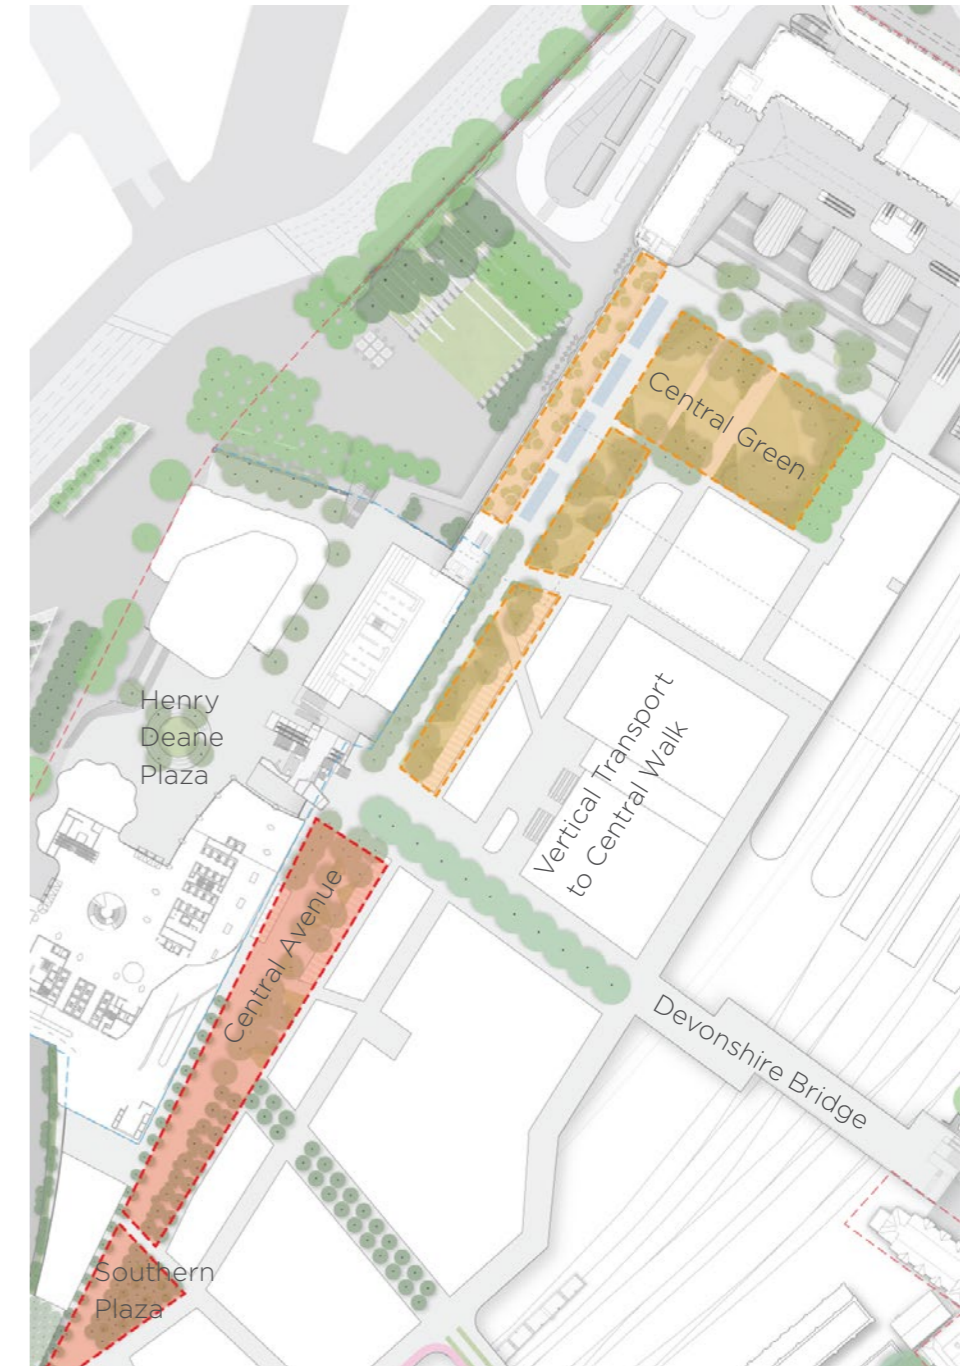 Central Green
Henry
Deane
Plaza
Vertical Transport
to Central Walk
Central Avenue
Devonshire Bridge
Southern
Plaza